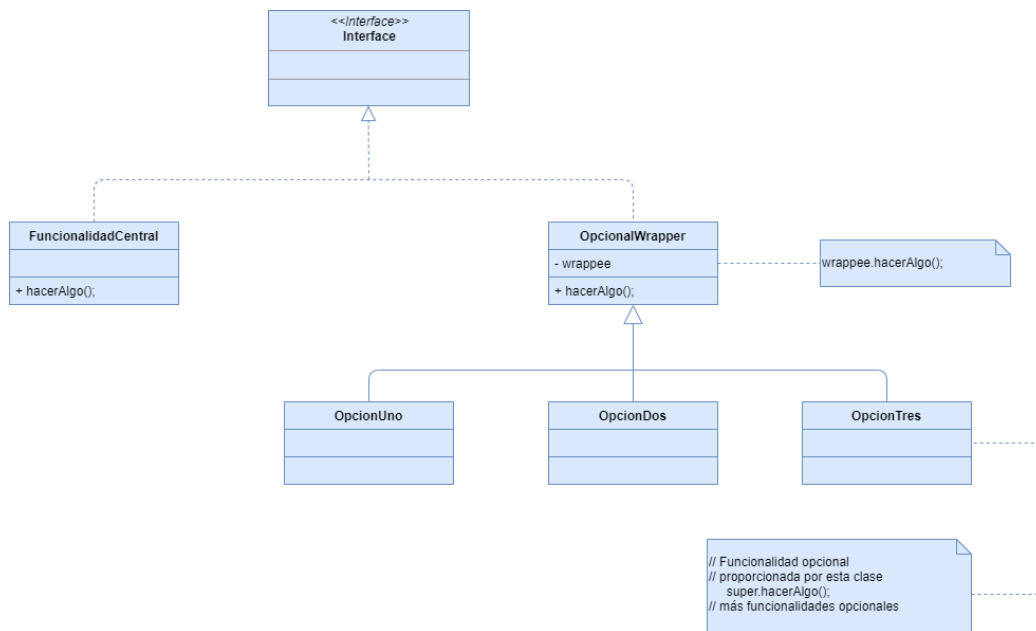 <<Interface>>
Interface
FuncionalidadCentral
+ hacerAlgo();
OpcionalWrapper
- wrappee
+ hacerAlgo();
wrappee.hacerAlgo();
OpcionUno
OpcionDos
OpcionTres
// Funcionalidad opcional
// proporcionada por esta clase
super.hacerAlgo();
// más funcionalidades opcionales